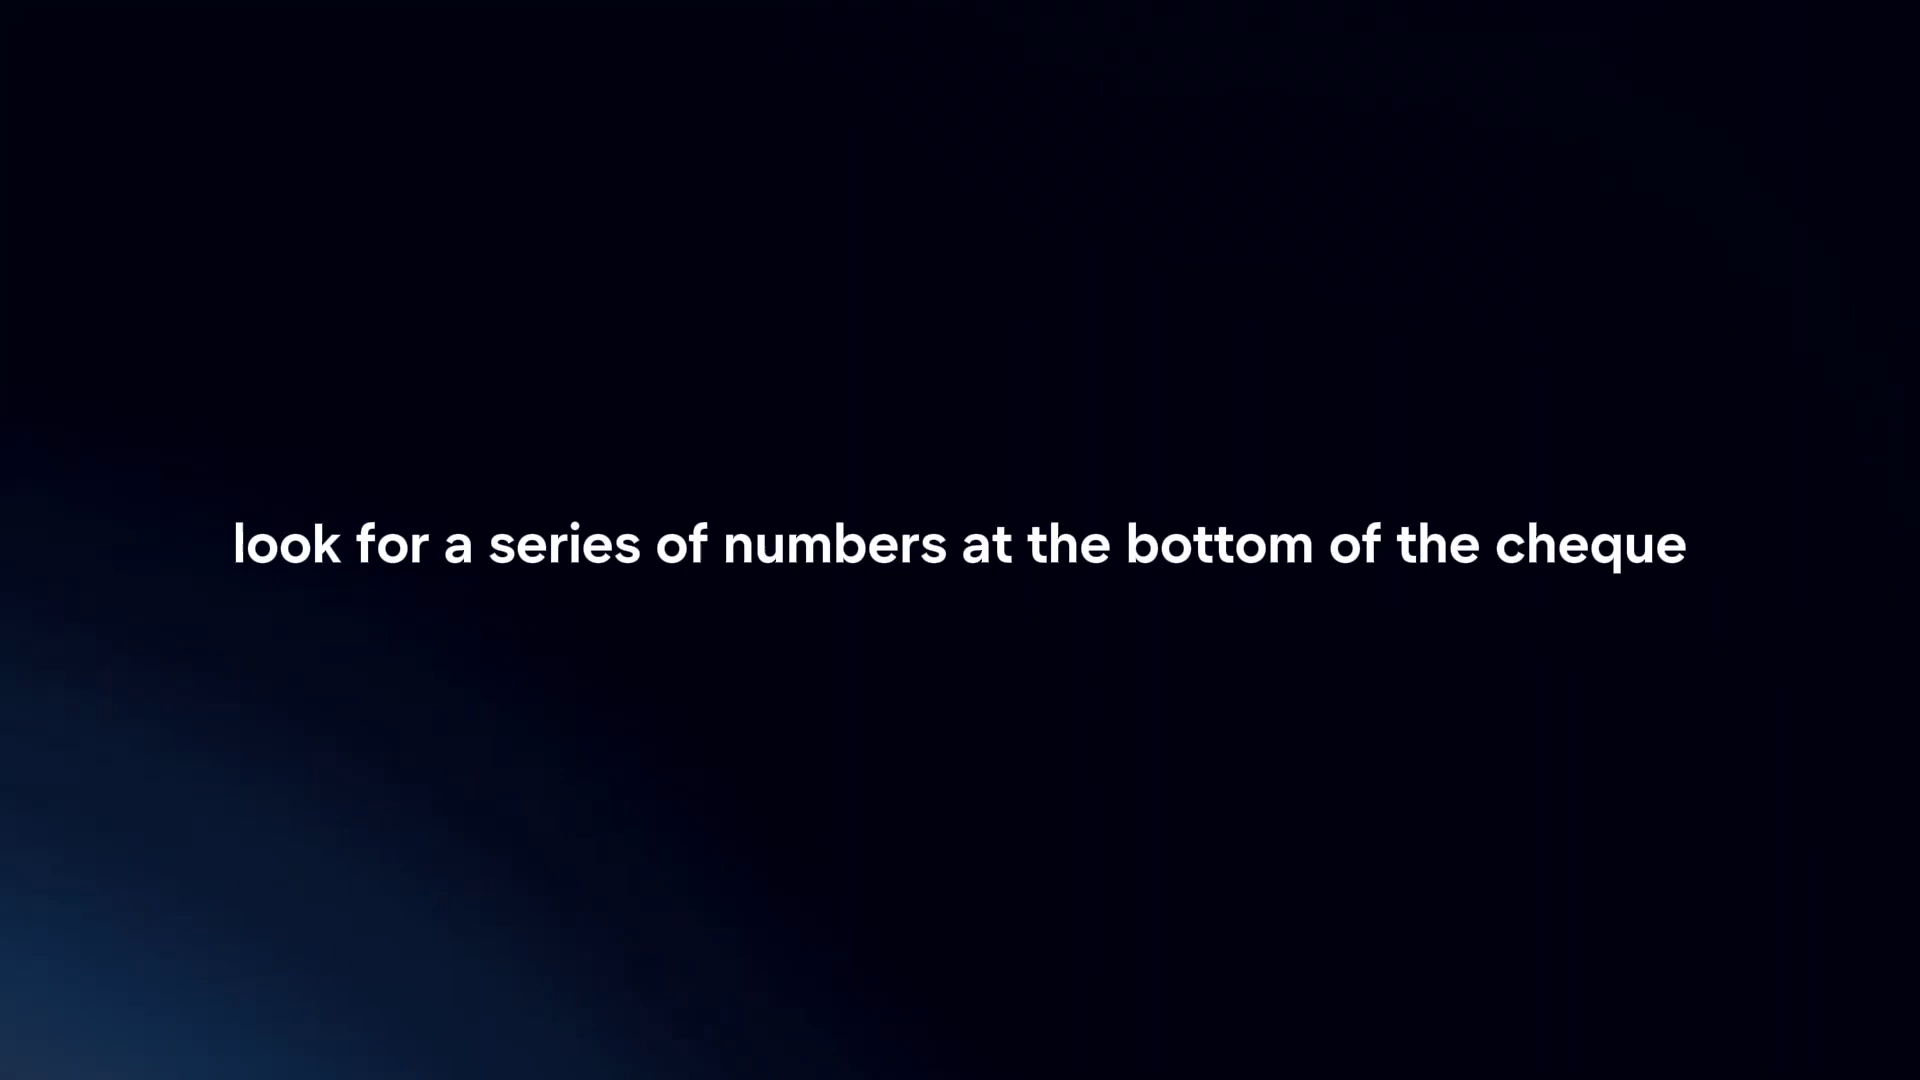 look for a series of numbers at the bottom of the cheque